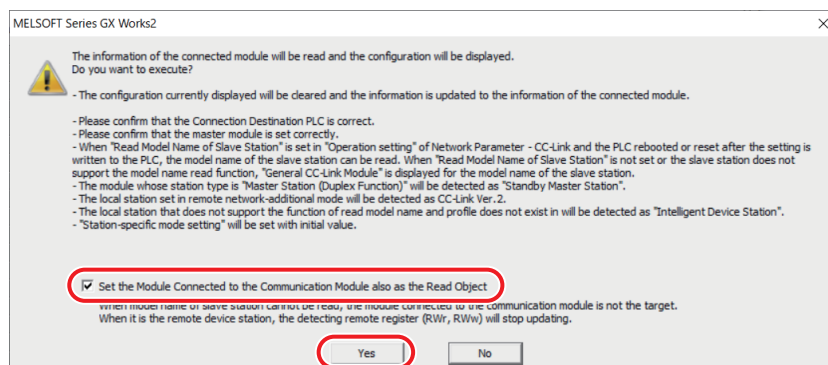 MELSOFT Series GX Works2
The information of the connected module will be read and the configuration will be displayed.
Do you want to execute?
- The configuration currently displayed will be cleared and the information is updated to the information of the connected module.
- Please confirm that the Connection Destination PLC is correct.
- Please confirm that the master module is set correctly.
- When "Read Model Name of Slave Station" is set in "Operation setting" of Network Parameter - CC-Link and the PLC rebooted or reset after the setting is
written to the PLC, the model name of the slave station can be read. When "Read Model Name of Slave Station" is not set or the slave station does not
support the model name read function, "General CC-Link Module" is displayed for the model name of the slave station.
- The module whose station type is "Master Station (Duplex Function)" will be detected as "Standby Master Station".
- The local station set in remote network-additional mode will be detected as CC-Link Ver.2.
- The local station that does not support the function of read model name and profile does not exist in will be detected as "Intelligent Device Station".
- "Station-specific mode setting" will be set with initial value.
Set the Module Connected to the Communication Module also as the Read Object
When model name of slave station cannot be read, the module connected to the communication module is not the target.
When it is the remote device station, the detecting remote register (RWr, RWw) will stop updating.
Yes
No